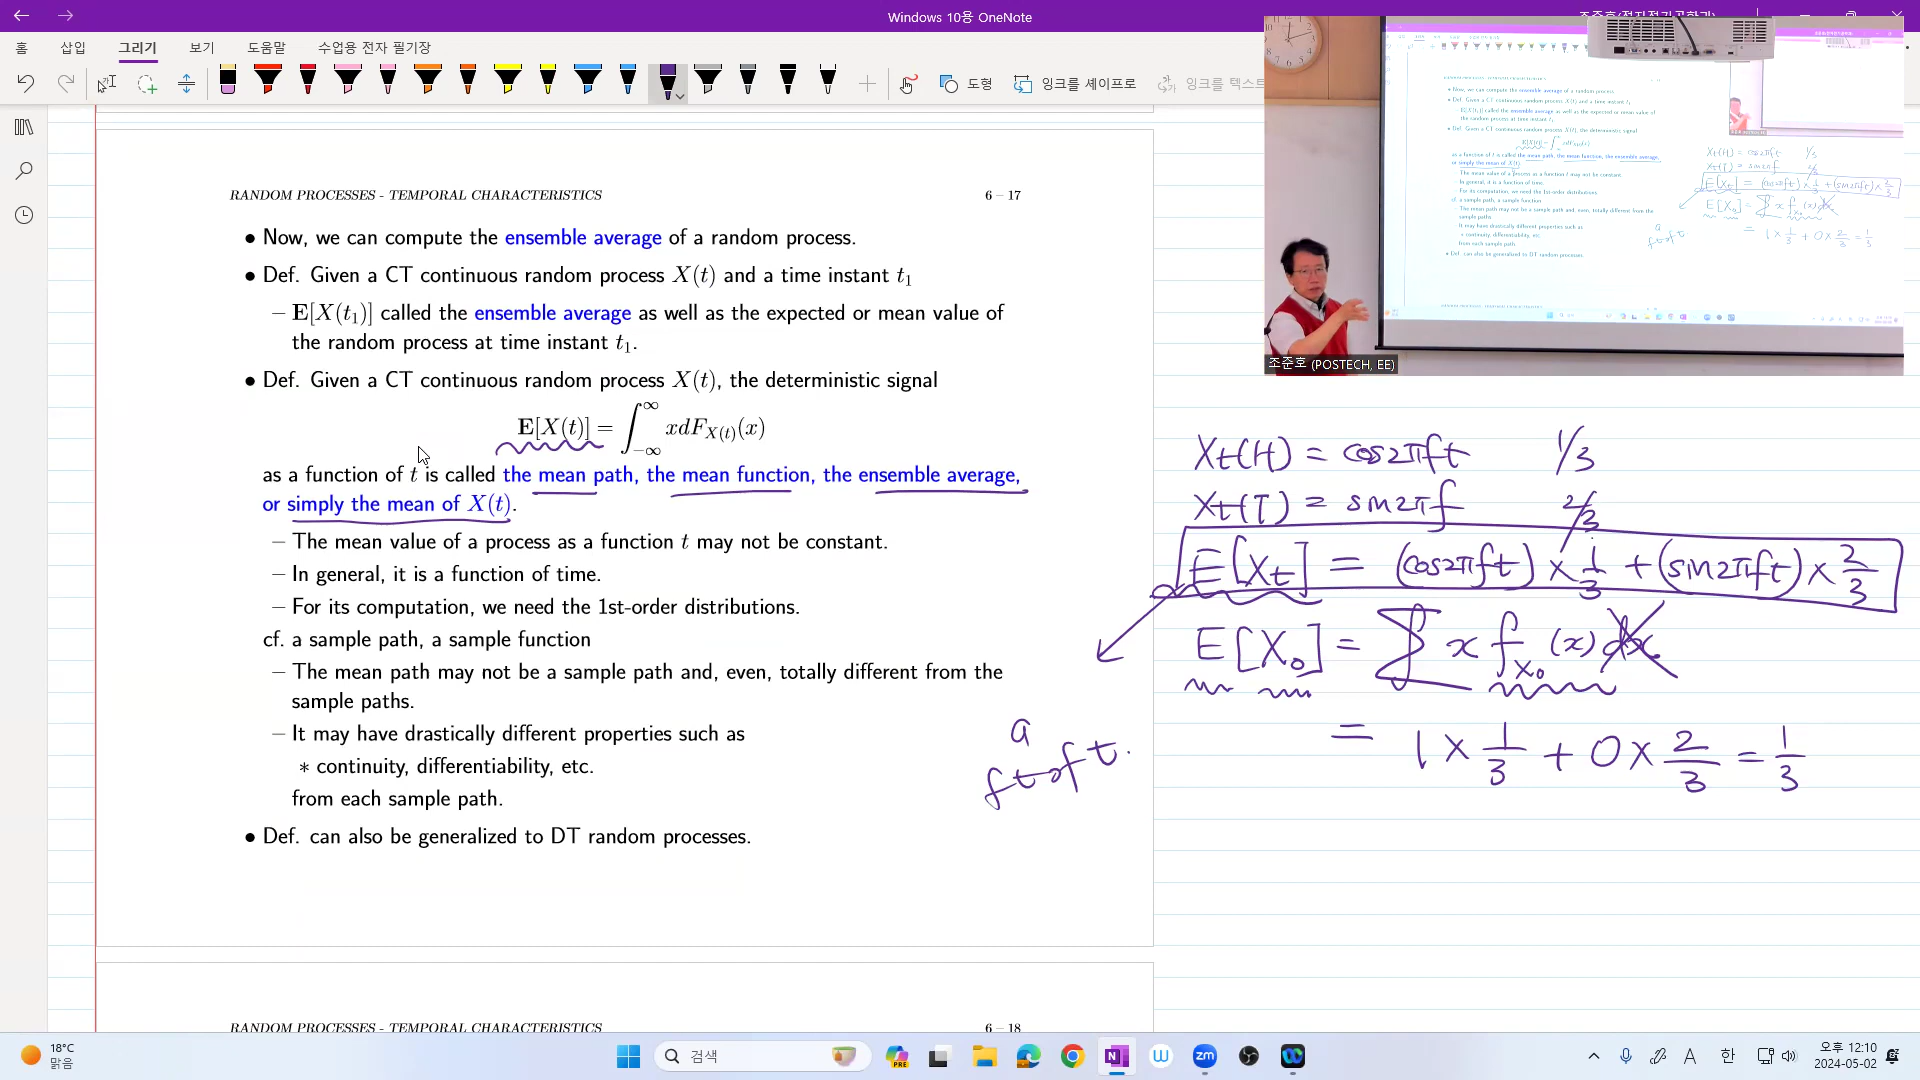 Windows 10용 OneNote
홈 삽입 그리기 보기 도움말 수업용 전자 필기장
도형 잉크를 셰이프로 잉크를 텍스트
RANDOM PROCESSES - TEMPORAL CHARACTERISTICS 6 – 17
• Now, we can compute the ensemble average of a random process.
• Def. Given a CT continuous random process X(t) and a time instant t₁
– E[X(t₁)] called the ensemble average as well as the expected or mean value of
the random process at time instant t₁.
• Def. Given a CT continuous random process X(t), the deterministic signal
E[X(t)] = ∫_{-∞}^{∞} x dF_{X(t)}(x)
as a function of t is called the mean path, the mean function, the ensemble average,
or simply the mean of X(t).
– The mean value of a process as a function t may not be constant.
– In general, it is a function of time.
– For its computation, we need the 1st-order distributions.
cf. a sample path, a sample function
– The mean path may not be a sample path and, even, totally different from the
sample paths.
– It may have drastically different properties such as
∗ continuity, differentiability, etc.
from each sample path.
• Def. can also be generalized to DT random processes.
조준호 (POSTECH, EE)
Xt(H) = cos2πft 1/3
Xt(T) = sin2πf 2/3
E[Xt] = (cos2πft) × 1/3 + (sin2πft) × 2/3
E[X₀] = ∑ x f_{X₀}(x) dx
= 1 × 1/3 + 0 × 2/3 = 1/3
a
ft of t.
RANDOM PROCESSES - TEMPORAL CHARACTERISTICS 6 – 18
18°C
맑음
검색
PRE
zm
A 한
오후 12:10
2024-05-02